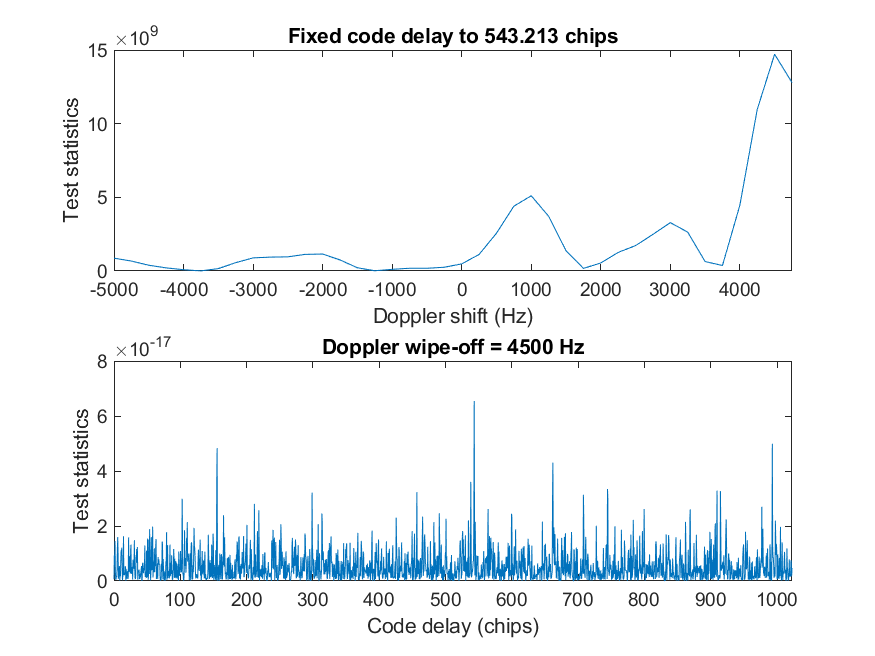 ×10^9
Fixed code delay to 543.213 chips
15
10
5
0
Test statistics
-5000 -4000 -3000 -2000 -1000 0 1000 2000 3000 4000
Doppler shift (Hz)
×10^-17
Doppler wipe-off = 4500 Hz
8
6
4
2
0
Test statistics
0 100 200 300 400 500 600 700 800 900 1000
Code delay (chips)